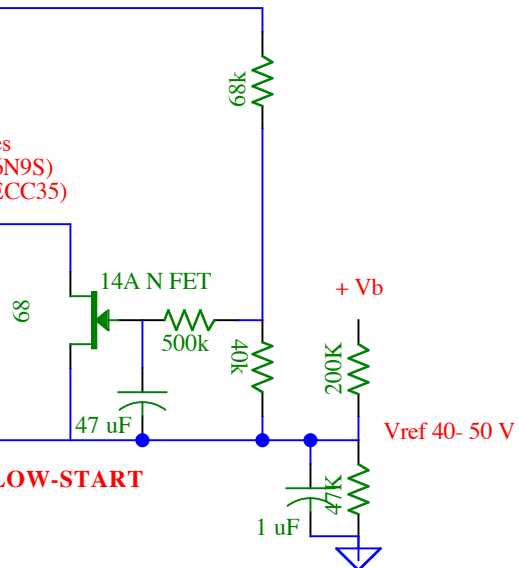 68k
es
6N9S)
ECC35)
14A N FET
68
500k
40k
+ Vb
200K
47 uF
Vref 40- 50 V
LOW-START
47K
1 uF